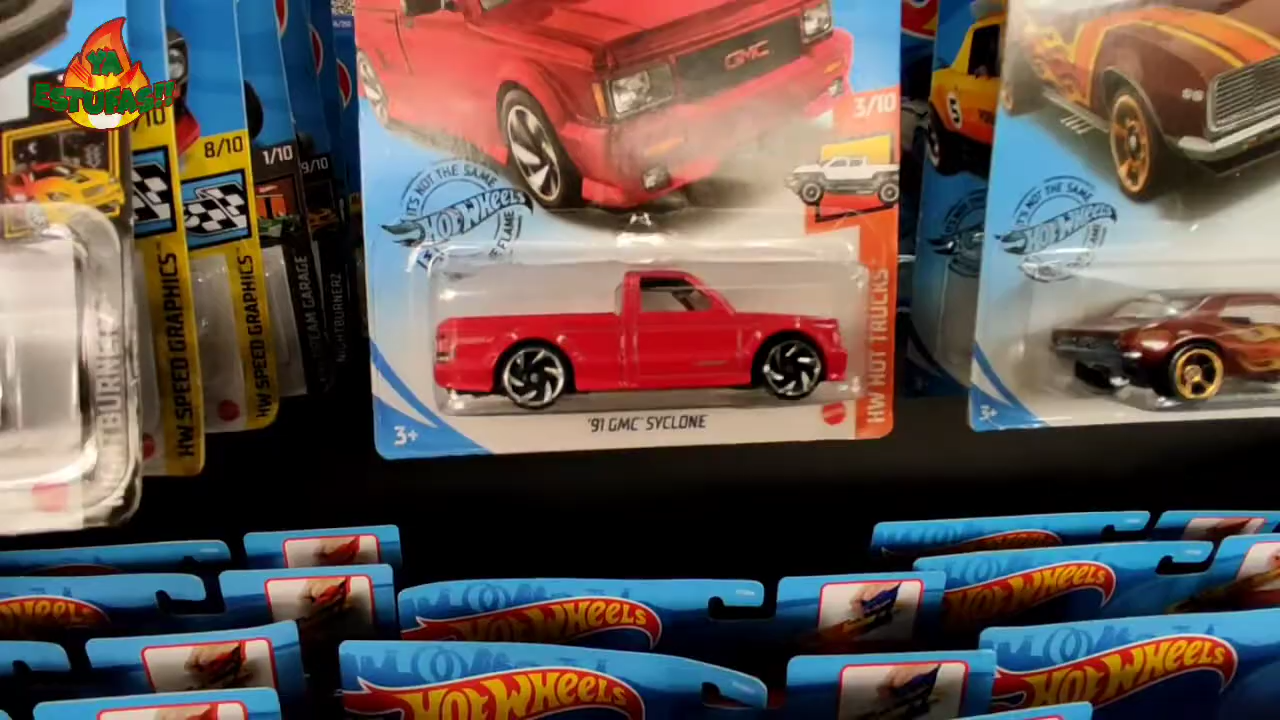 YA
ESTUFAS!!
GMC
3/10
/10
8/10
1/10
9/10
IT'S NOT THE SAME
HOT WHEELS
FLAME
HW SPEED GRAPHICS
HW SPEED GRAPHICS
NIGHTBURNERZ
HW HOT TRUCKS
'91 GMC SYCLONE
3+
SS
IT'S NOT THE SAME
HOT WHEELS
3+
HOT WHEELS
HOT WHEELS
HOT WHEELS
HOT WHEELS